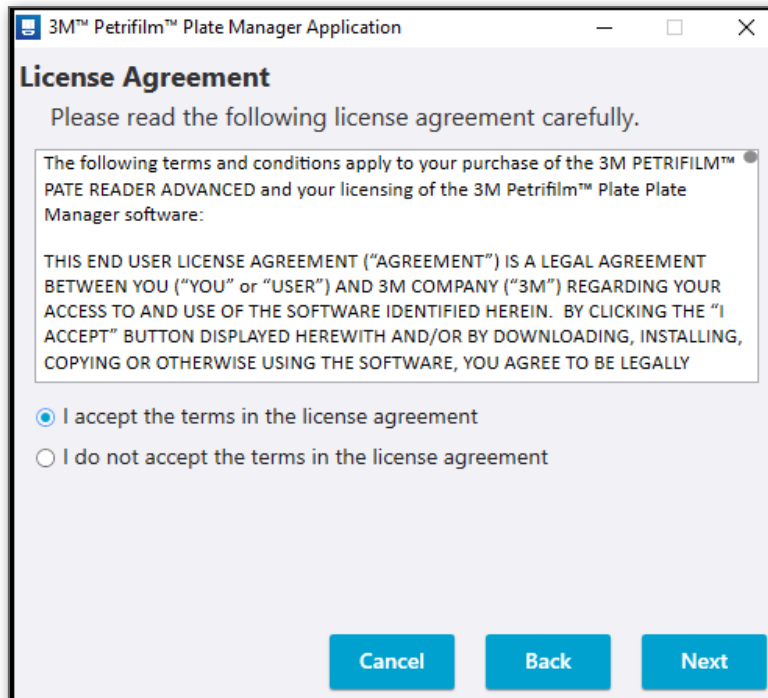 3M™ Petrifilm™ Plate Manager Application
License Agreement
Please read the following license agreement carefully.
The following terms and conditions apply to your purchase of the 3M PETRIFILM™
PATE READER ADVANCED and your licensing of the 3M Petrifilm™ Plate Plate
Manager software:
THIS END USER LICENSE AGREEMENT (“AGREEMENT”) IS A LEGAL AGREEMENT
BETWEEN YOU (“YOU” or “USER”) AND 3M COMPANY (“3M”) REGARDING YOUR
ACCESS TO AND USE OF THE SOFTWARE IDENTIFIED HEREIN.  BY CLICKING THE “I
ACCEPT” BUTTON DISPLAYED HEREWITH AND/OR BY DOWNLOADING, INSTALLING,
COPYING OR OTHERWISE USING THE SOFTWARE, YOU AGREE TO BE LEGALLY
I accept the terms in the license agreement
I do not accept the terms in the license agreement
Cancel Back Next